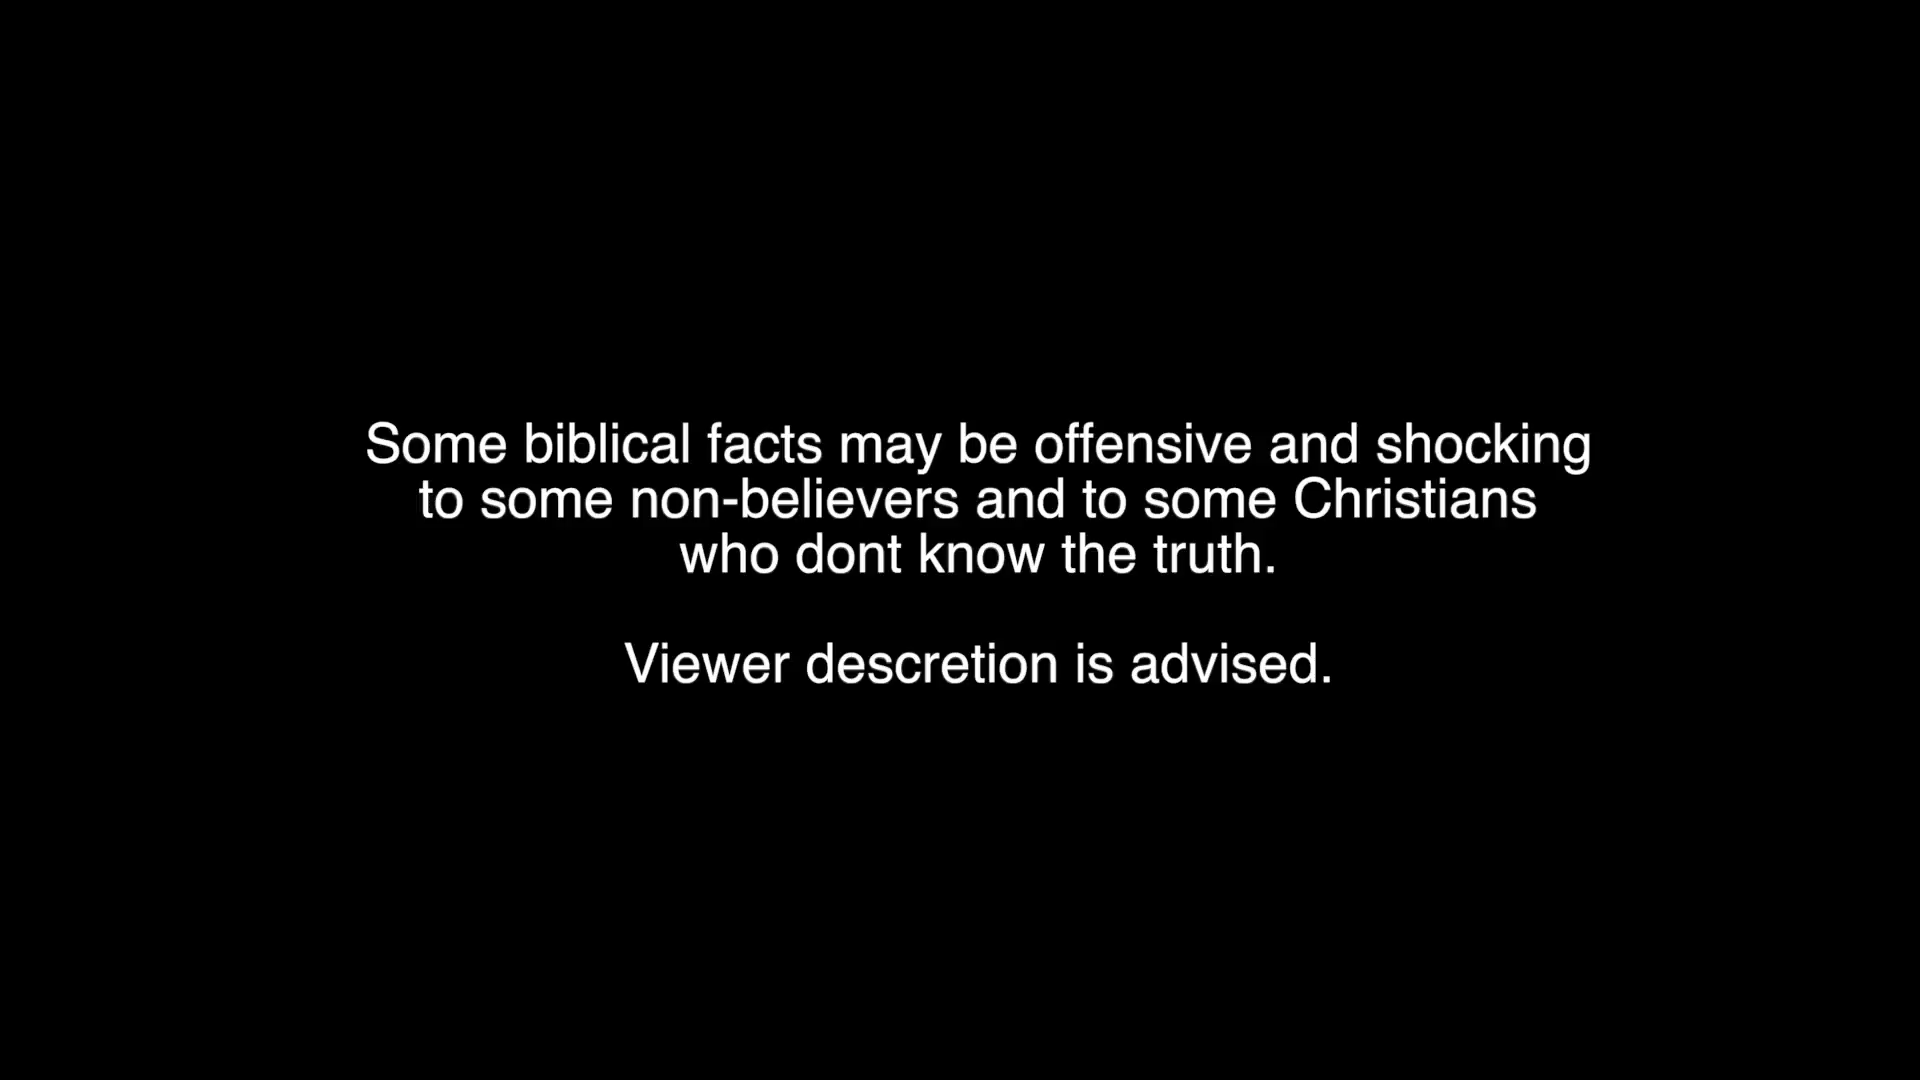 Some biblical facts may be offensive and shocking
to some non-believers and to some Christians
who dont know the truth.
Viewer descretion is advised.